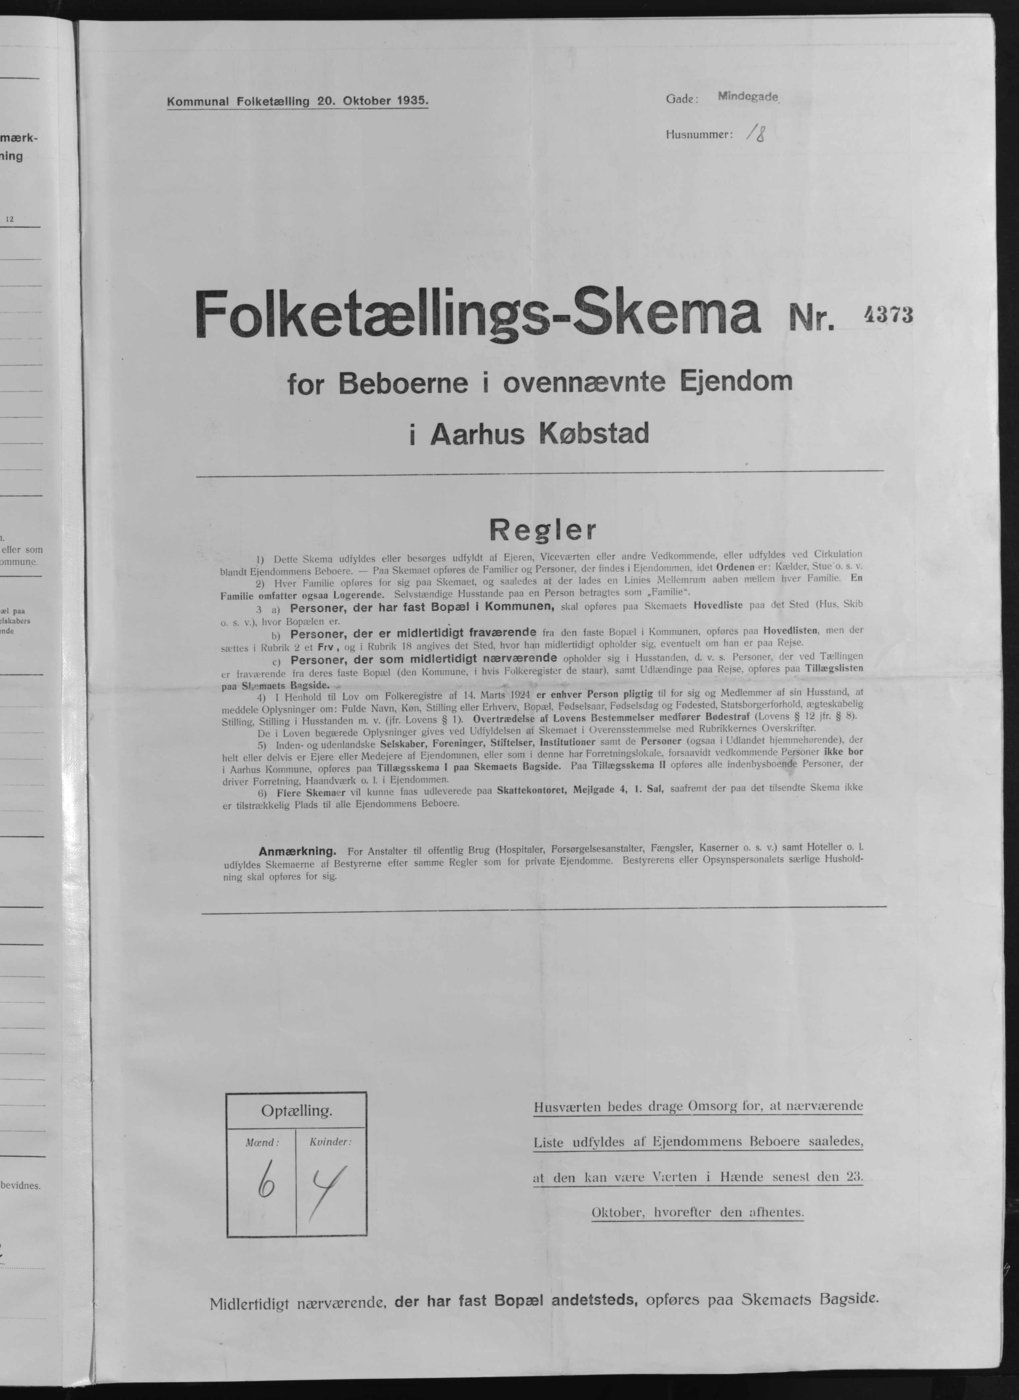 mærk-
ning
12
eller som
ommune.
æl paa
elskabers
ende
bevidnes.
Kommunal Folketælling 20. Oktober 1935.
Gade: Mindegade
Husnummer: 18
Folketællings-Skema Nr. 4373
for Beboerne i ovennævnte Ejendom
i Aarhus Købstad
Regler
1) Dette Skema udfyldes eller besørges udfyldt af Ejeren, Viceværten eller andre Vedkommende, eller udfyldes ved Cirkulation
blandt Ejendommens Beboere. — Paa Skemaet opføres de Familier og Personer, der findes i Ejendommen, idet Ordenen er: Kælder, Stue o. s. v.
2) Hver Familie opføres for sig paa Skemaet, og saaledes at der lades en Linies Mellemrum aaben mellem hver Familie. En
Familie omfatter ogsaa Logerende. Selvstændige Husstande paa en Person betragtes som „Familie“.
3 a) Personer, der har fast Bopæl i Kommunen, skal opføres paa Skemaets Hovedliste paa det Sted (Hus, Skib
o. s. v.), hvor Bopælen er.
b) Personer, der er midlertidigt fraværende fra den faste Bopæl i Kommunen, opføres paa Hovedlisten, men der
sættes i Rubrik 2 et Frv, og i Rubrik 18 angives det Sted, hvor han midlertidigt opholder sig, eventuelt om han er paa Rejse.
c) Personer, der som midlertidigt nærværende opholder sig i Husstanden, d. v. s. Personer, der ved Tællingen
er fraværende fra deres faste Bopæl (den Kommune, i hvis Folkeregister de staar), samt Udlændinge paa Rejse, opføres paa Tillægslisten
paa Skemaets Bagside.
4) I Henhold til Lov om Folkeregistre af 14. Marts 1924 er enhver Person pligtig til for sig og Medlemmer af sin Husstand, at
meddele Oplysninger om: Fulde Navn, Køn, Stilling eller Erhverv, Bopæl, Fødselsaar, Fødselsdag og Fødested, Statsborgerforhold, ægteskabelig
Stilling, Stilling i Husstanden m. v. (jfr. Lovens § 1). Overtrædelse af Lovens Bestemmelser medfører Bødestraf (Lovens § 12 jfr. § 8).
De i Loven begærede Oplysninger gives ved Udfyldelsen af Skemaet i Overensstemmelse med Rubrikkernes Overskrifter.
5) Inden- og udenlandske Selskaber, Foreninger, Stiftelser, Institutioner samt de Personer (ogsaa i Udlandet hjemmehørende), der
helt eller delvis er Ejere eller Medejere af Ejendommen, eller som i denne har Forretningslokale, forsaavidt vedkommende Personer ikke bor
i Aarhus Kommune, opføres paa Tillægsskema I paa Skemaets Bagside. Paa Tillægsskema II opføres alle indenbysboende Personer, der
driver Forretning, Haandværk o. l. i Ejendommen.
6) Flere Skemaer vil kunne faas udleverede paa Skattekontoret, Mejlgade 4, 1. Sal, saafremt der paa det tilsendte Skema ikke
er tilstrækkelig Plads til alle Ejendommens Beboere.
Anmærkning. For Anstalter til offentlig Brug (Hospitaler, Forsørgelsesanstalter, Fængsler, Kaserner o. s. v.) samt Hoteller o. l.
udfyldes Skemaerne af Bestyrerne efter samme Regler som for private Ejendomme. Bestyrerens eller Opsynspersonalets særlige Hushold-
ning skal opføres for sig.
Optælling.
Mænd: Kvinder:
6 4
Husværten bedes drage Omsorg for, at nærværende
Liste udfyldes af Ejendommens Beboere saaledes,
at den kan være Værten i Hænde senest den 23.
Oktober, hvorefter den afhentes.
Midlertidigt nærværende, der har fast Bopæl andetsteds, opføres paa Skemaets Bagside.